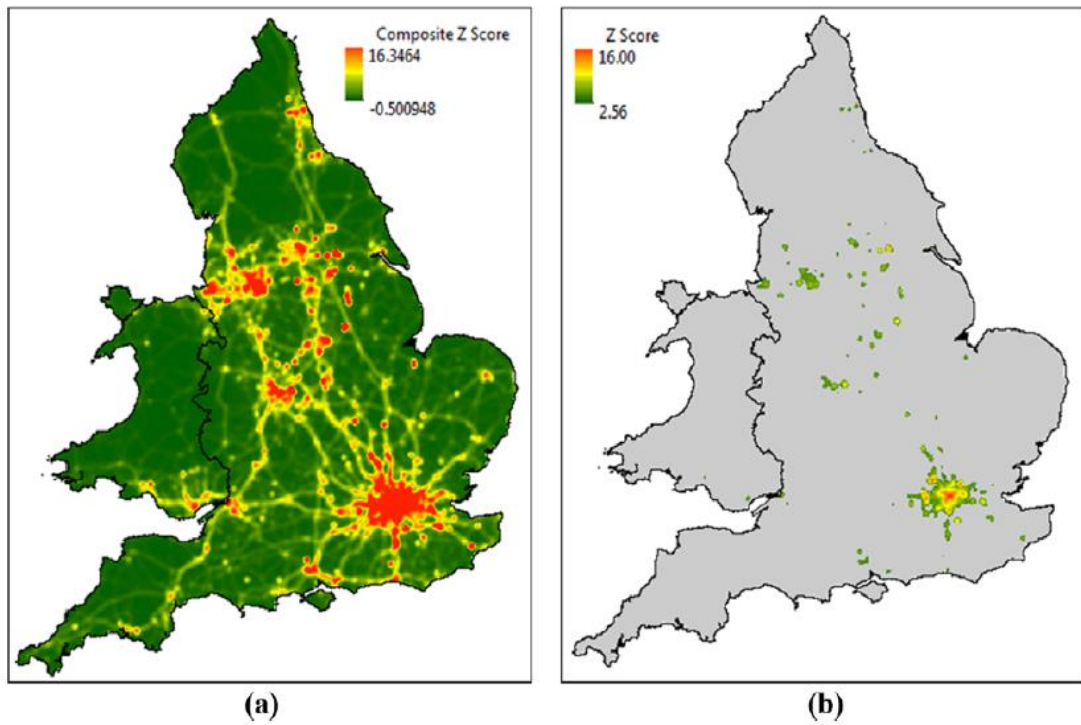 Composite Z Score
16.3464
-0.500948
Z Score
16.00
2.56
(a)
(b)